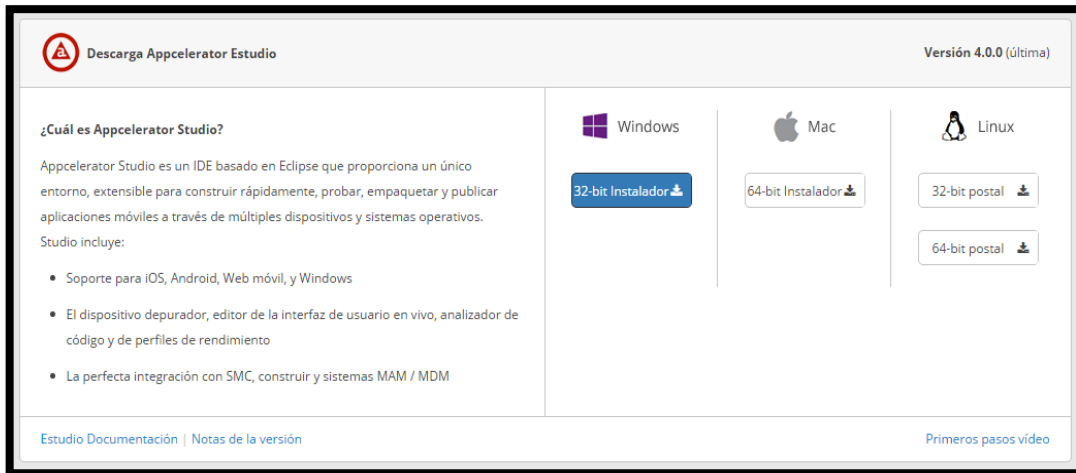 Descarga Appcelerator Estudio
Versión 4.0.0 (última)
¿Cuál es Appcelerator Studio?
Appcelerator Studio es un IDE basado en Eclipse que proporciona un único
entorno, extensible para construir rápidamente, probar, empaquetar y publicar
aplicaciones móviles a través de múltiples dispositivos y sistemas operativos.
Studio incluye:
Soporte para iOS, Android, Web móvil, y Windows
El dispositivo depurador, editor de la interfaz de usuario en vivo, analizador de
código y de perfiles de rendimiento
La perfecta integración con SMC, construir y sistemas MAM / MDM
Windows
32-bit Instalador
Mac
64-bit Instalador
Linux
32-bit postal
64-bit postal
Estudio Documentación | Notas de la versión
Primeros pasos vídeo